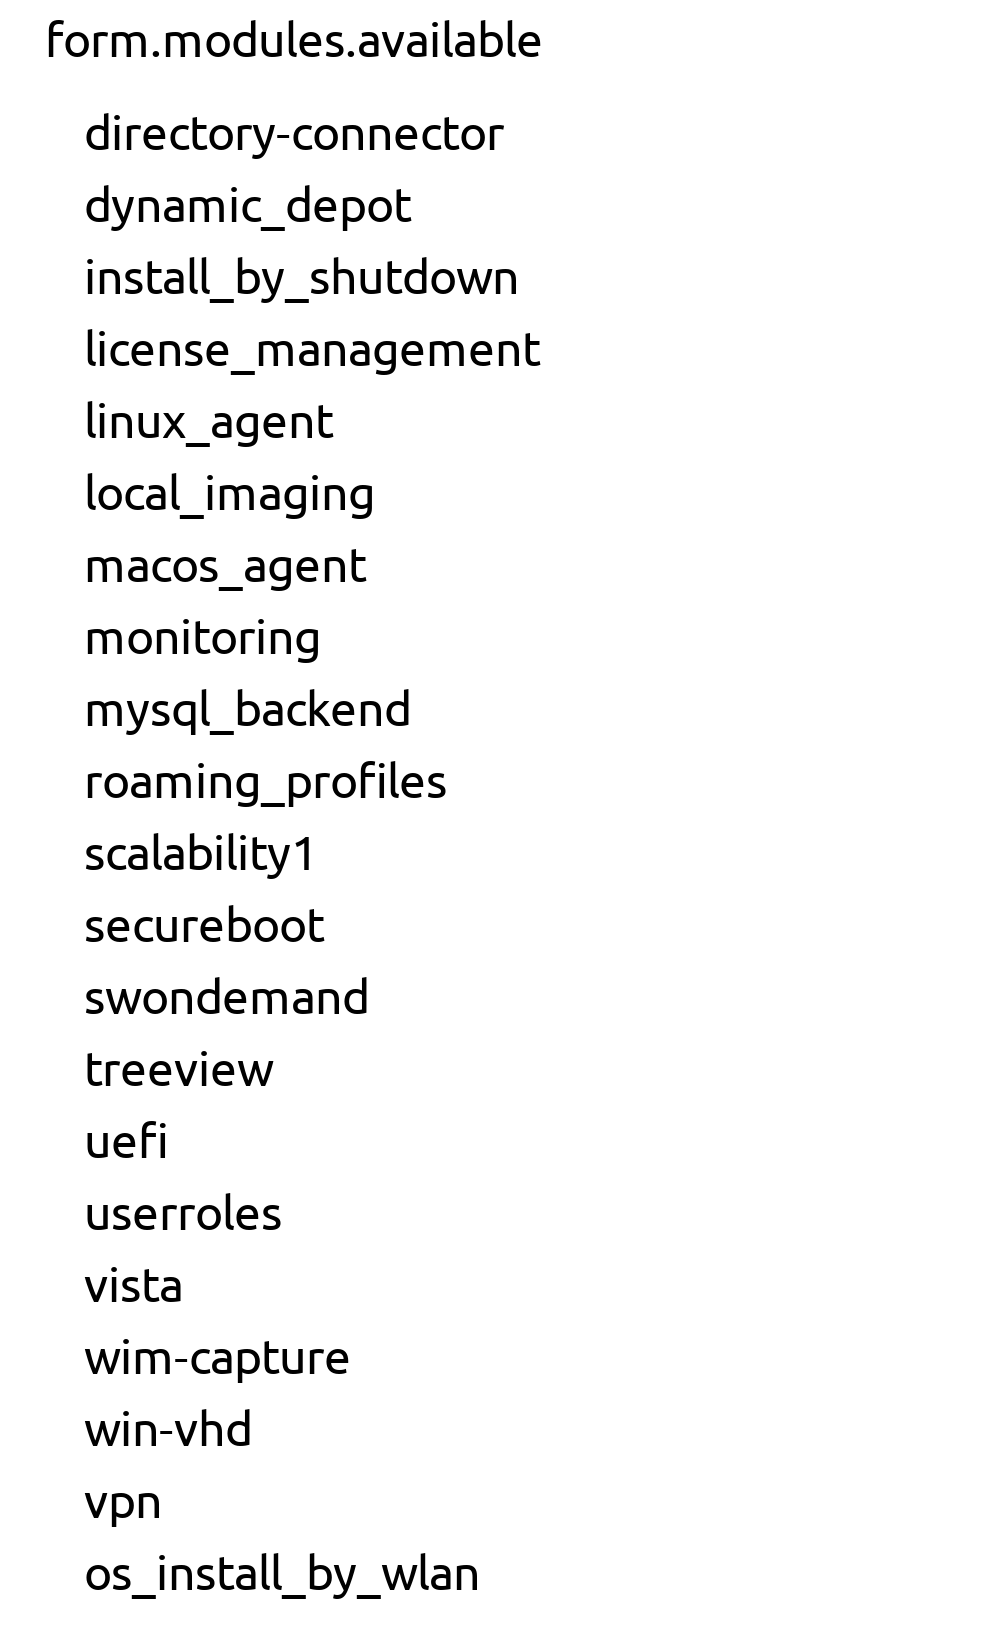 form.modules.available
directory-connector
dynamic_depot
install_by_shutdown
license_management
linux_agent
local_imaging
macos_agent
monitoring
mysql_backend
roaming_profiles
scalability1
secureboot
swondemand
treeview
uefi
userroles
vista
wim-capture
win-vhd
vpn
os_install_by_wlan